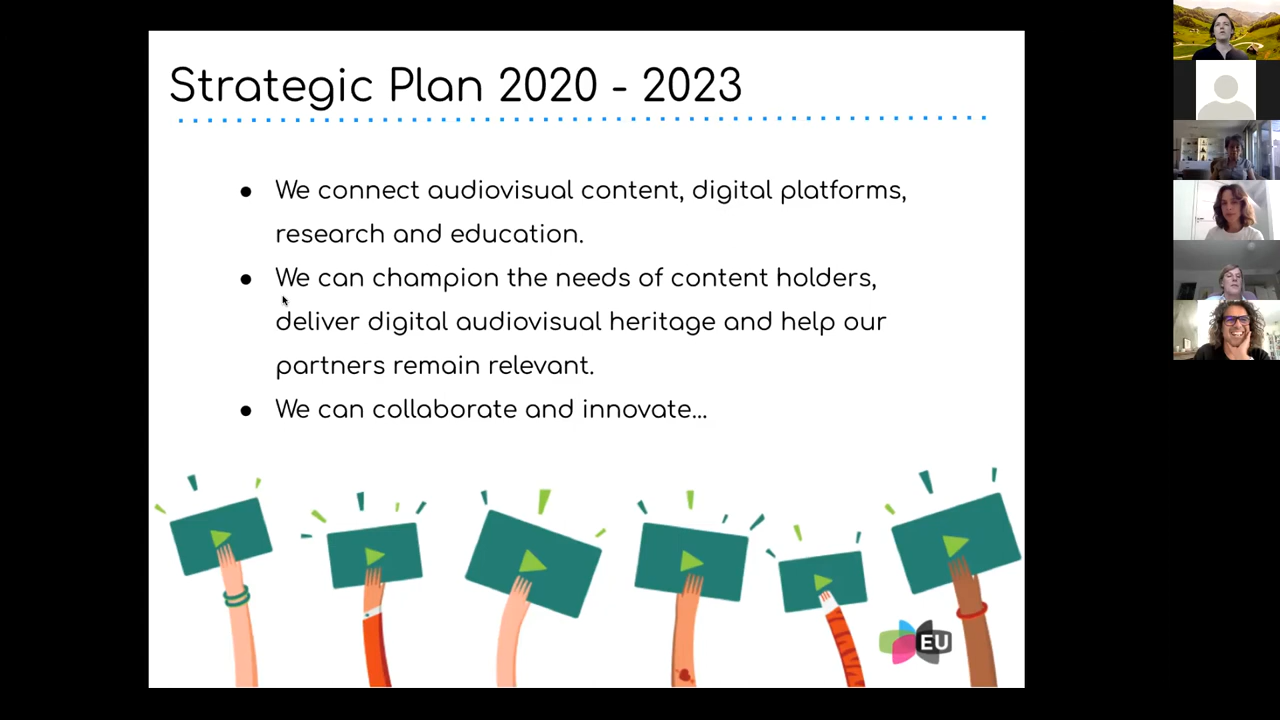 Strategic Plan 2020 - 2023
● We connect audiovisual content, digital platforms,
research and education.
● We can champion the needs of content holders,
deliver digital audiovisual heritage and help our
partners remain relevant.
● We can collaborate and innovate...
EU